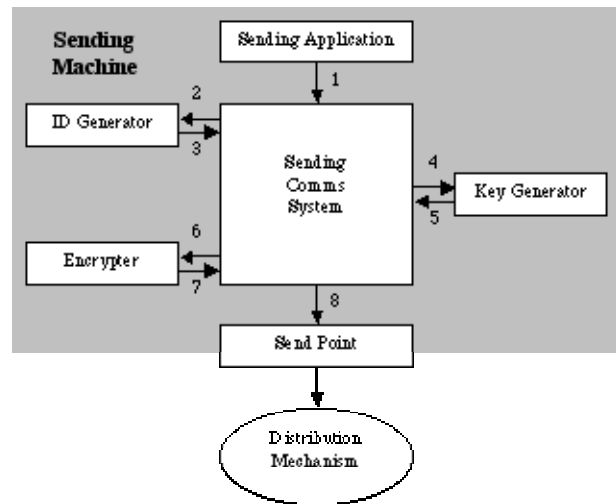 Sending
Machine
Sending Application
1
2
ID Generator
3
Sending
Comms
System
4
Key Generator
5
6
Encrypter
7
8
Send Point
Distribution
Mechanism